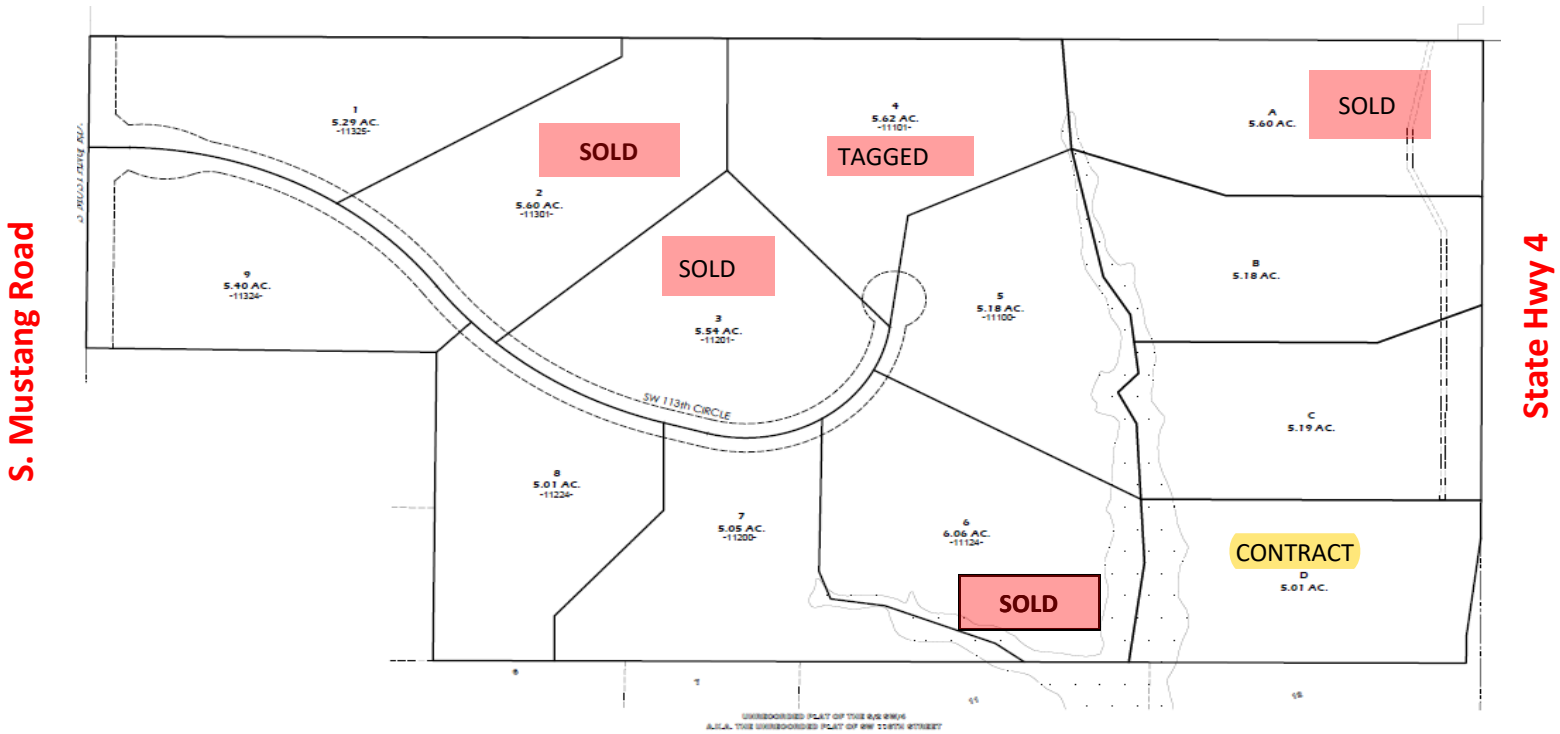 S. Mustang Road
State Hwy 4
1
5.29 AC.
-11325-
SOLD
2
5.60 AC.
-11301-
4
5.62 AC.
-11101-
TAGGED
A
5.60 AC.
SOLD
SOLD
3
5.54 AC.
-11201-
9
5.40 AC.
-11324-
5
5.18 AC.
-11100-
B
5.18 AC.
SW 113th CIRCLE
C
5.19 AC.
8
5.01 AC.
-11224-
7
5.05 AC.
-11200-
6
6.06 AC.
-11124-
SOLD
CONTRACT
D
5.01 AC.
7
11
12
UNRECORDED PLAT OF THE S/2 SW/4
A.K.A. THE UNRECORDED PLAT OF SW 115TH STREET